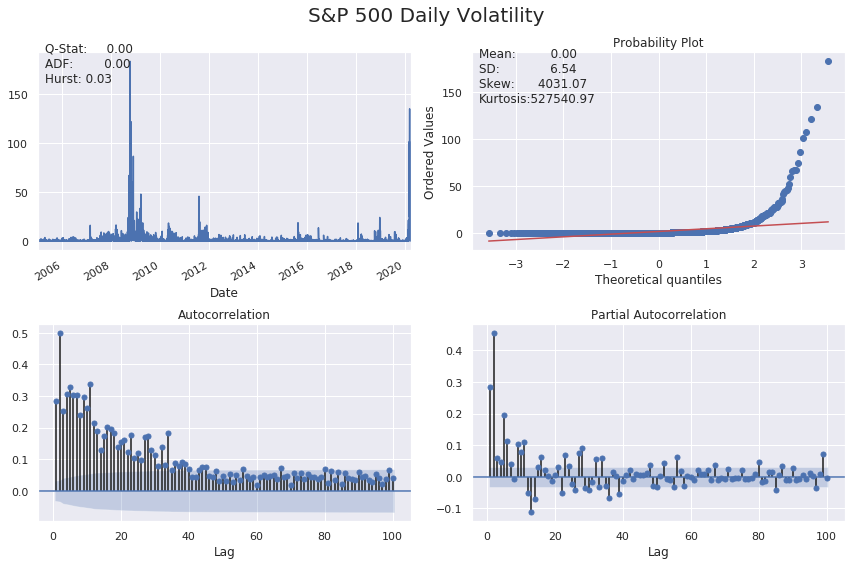 S&P 500 Daily Volatility
Q-Stat: 0.00
ADF: 0.00
Hurst: 0.03
150
100
50
0
2006
2008
2010
2012
2014
2016
2018
2020
Date
Probability Plot
Mean: 0.00
SD: 6.54
Skew: 4031.07
Kurtosis:527540.97
Ordered Values
150
100
50
0
−3
−2
−1
0
1
2
3
Theoretical quantiles
Autocorrelation
0.5
0.4
0.3
0.2
0.1
0.0
0
20
40
60
80
100
Lag
Partial Autocorrelation
0.4
0.3
0.2
0.1
0.0
−0.1
0
20
40
60
80
100
Lag